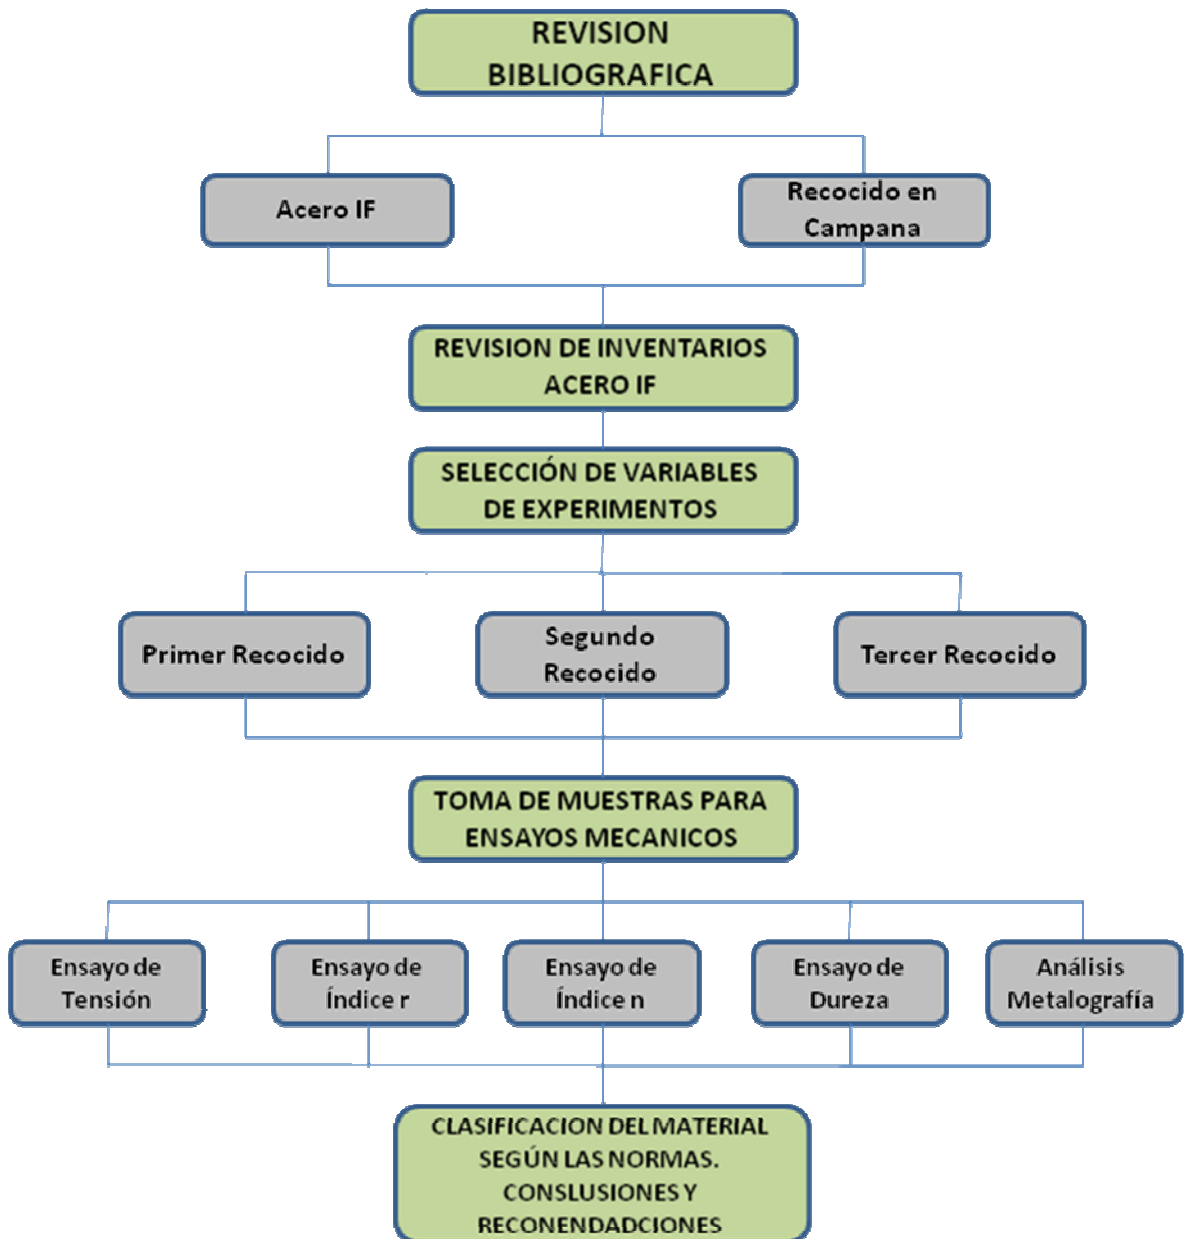 REVISION
BIBLIOGRAFICA
Acero IF
Recocido en
Campana
REVISION DE INVENTARIOS
ACERO IF
SELECCIÓN DE VARIABLES
DE EXPERIMENTOS
Primer Recocido
Segundo
Recocido
Tercer Recocido
TOMA DE MUESTRAS PARA
ENSAYOS MECANICOS
Ensayo de
Tensión
Ensayo de
Índice r
Ensayo de
Índice n
Ensayo de
Dureza
Análisis
Metalografía
CLASIFICACION DEL MATERIAL
SEGÚN LAS NORMAS.
CONSLUSIONES Y
RECONENDADCIONES